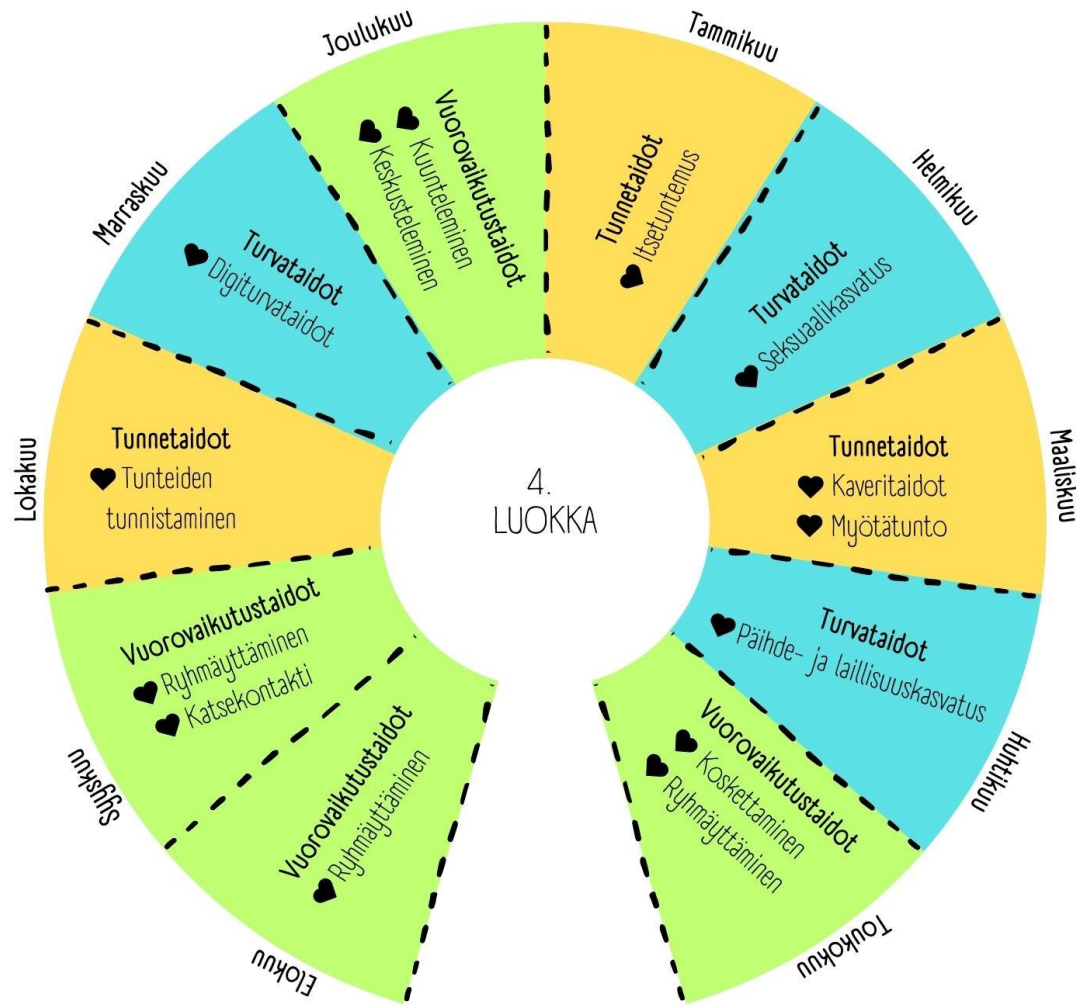 4.
LUOKKA
Elokuu
Vuorovaikutustaidot
Ryhmäyttäminen
Syyskuu
Vuorovaikutustaidot
Ryhmäyttäminen
Katsekontakti
Lokakuu
Tunnetaidot
Tunteiden
tunnistaminen
Marraskuu
Turvataidot
Digiturvataidot
Joulukuu
Vuorovaikutustaidot
Kuunteleminen
Keskusteleminen
Tammikuu
Tunnetaidot
Itsetuntemus
Helmikuu
Turvataidot
Seksuaalikasvatus
Maaliskuu
Tunnetaidot
Kaveritaidot
Myötätunto
Huhtikuu
Turvataidot
Päihde- ja laillisuuskasvatus
Toukokuu
Vuorovaikutustaidot
Koskettaminen
Ryhmäyttäminen